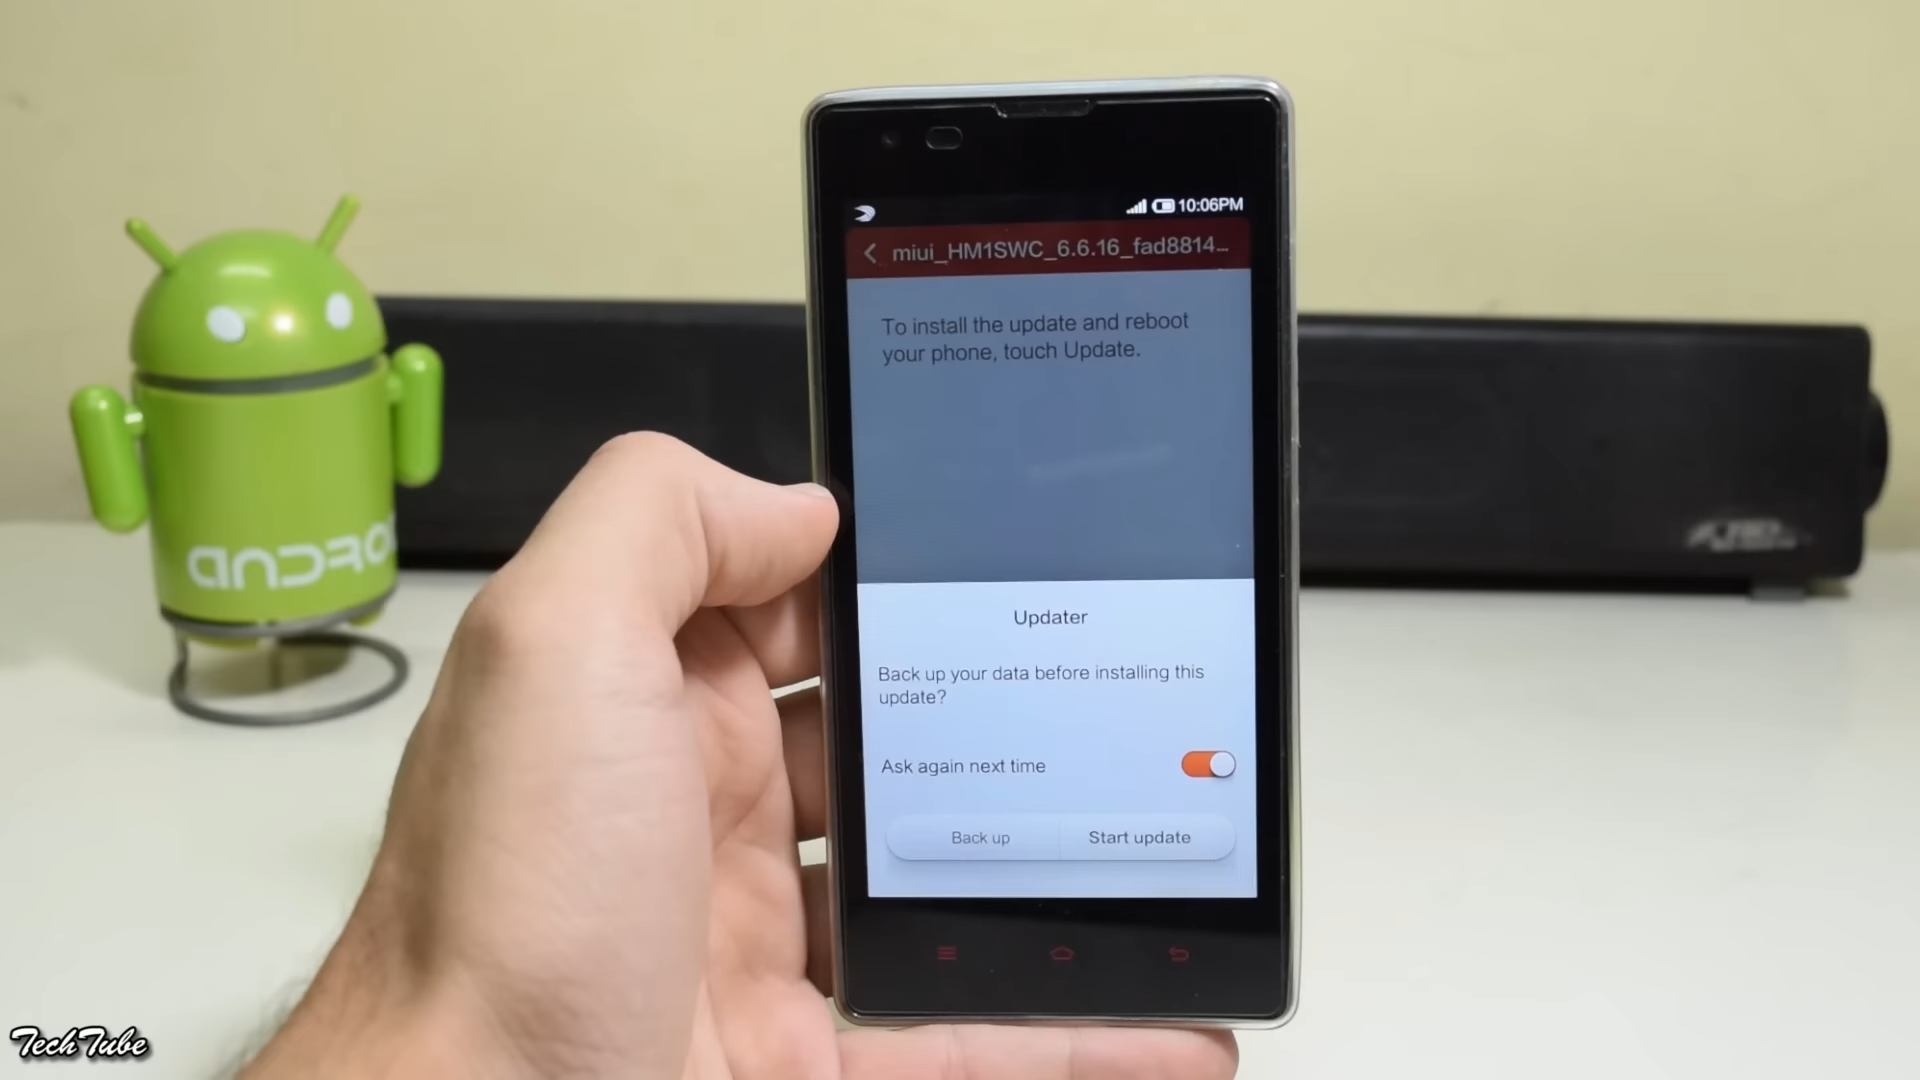 10:06PM
miui_HM1SWC_6.6.16_fad8814...
To install the update and reboot
your phone, touch Update.
Updater
Back up your data before installing this
update?
Ask again next time
Back up
Start update
ANDRO
TechTube